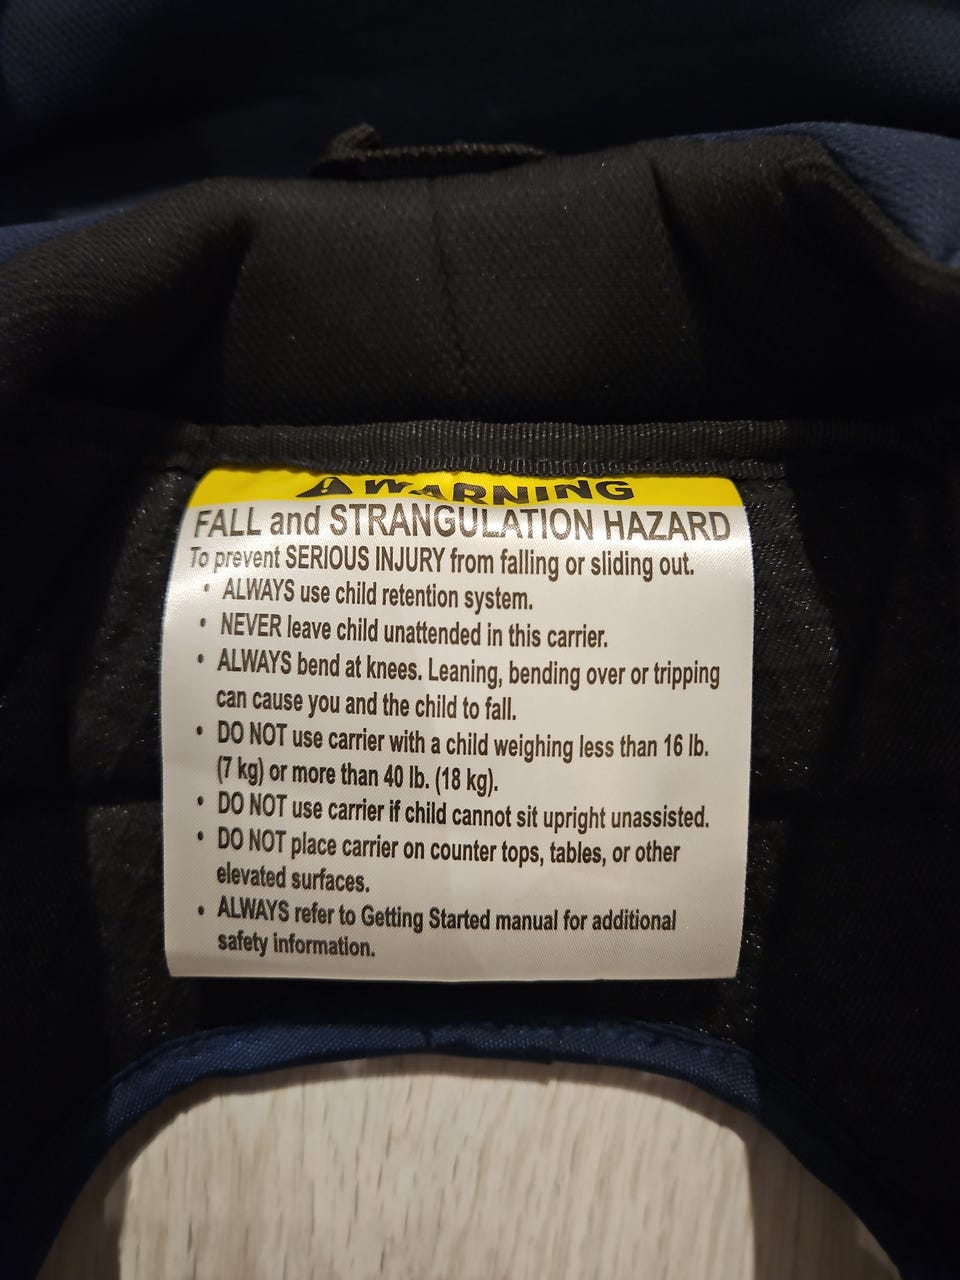 WARNING
FALL and STRANGULATION HAZARD
To prevent SERIOUS INJURY from falling or sliding out.
• ALWAYS use child retention system.
• NEVER leave child unattended in this carrier.
• ALWAYS bend at knees. Leaning, bending over or tripping
can cause you and the child to fall.
• DO NOT use carrier with a child weighing less than 16 lb.
(7 kg) or more than 40 lb. (18 kg).
• DO NOT use carrier if child cannot sit upright unassisted.
• DO NOT place carrier on counter tops, tables, or other
elevated surfaces.
• ALWAYS refer to Getting Started manual for additional
safety information.